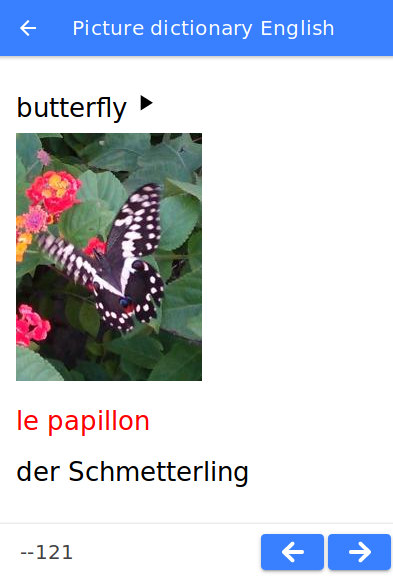 Picture dictionary English
butterfly
le papillon
der Schmetterling
--121